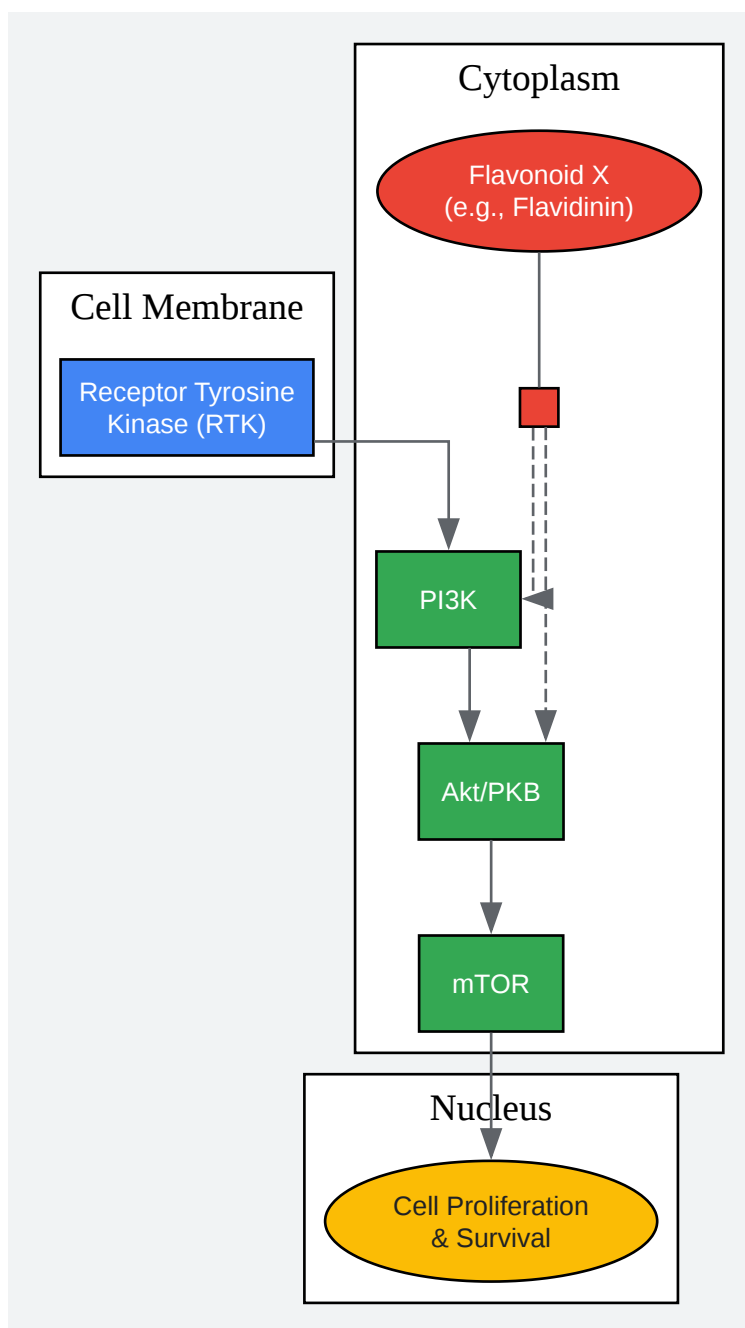 Cytoplasm
Flavonoid X
(e.g., Flavidinin)
Cell Membrane
Receptor Tyrosine
Kinase (RTK)
PI3K
Akt/PKB
mTOR
Nucleus
Cell Proliferation
& Survival